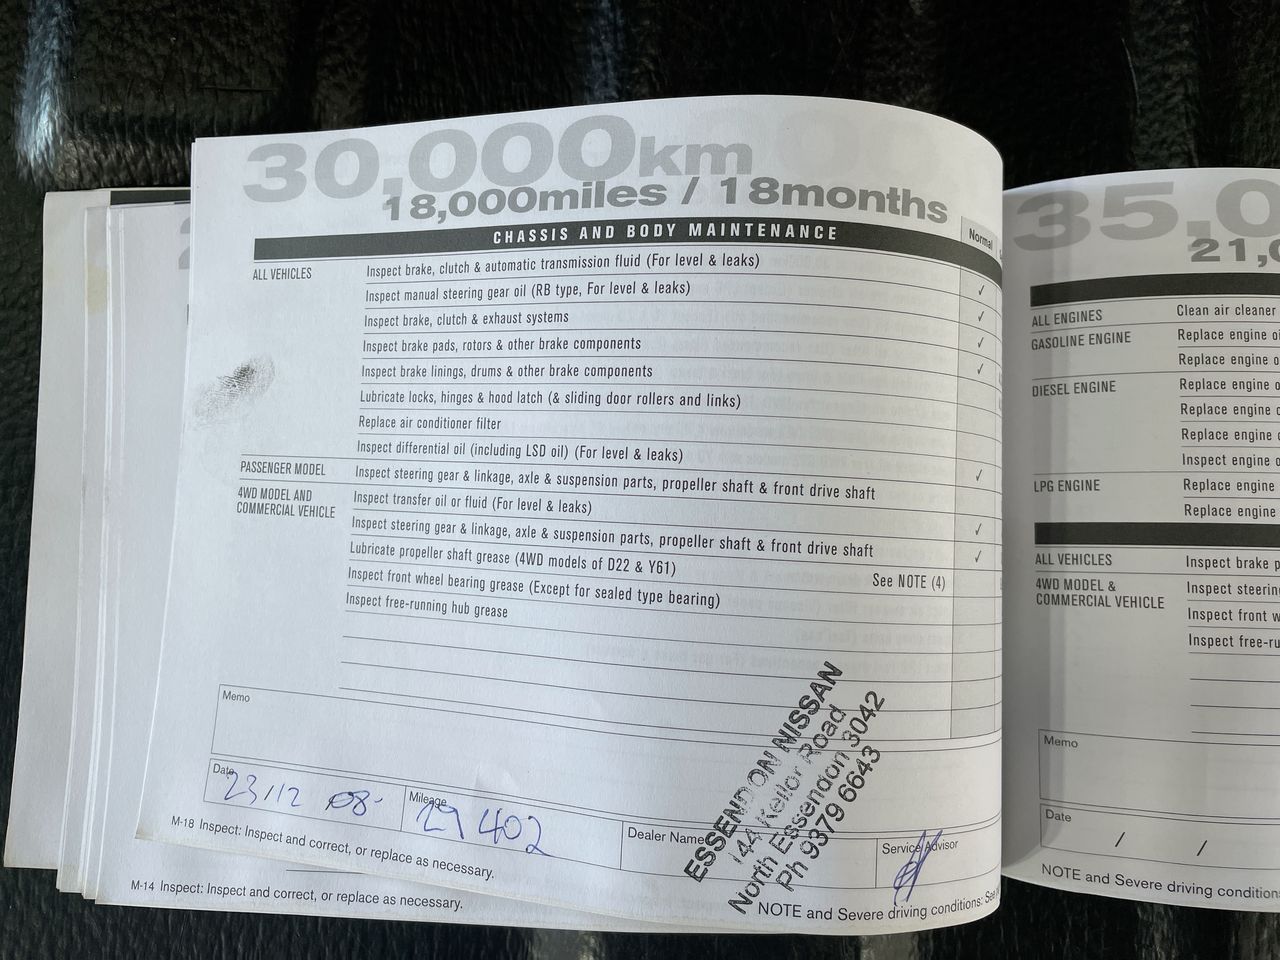 30,000km
18,000miles / 18months
CHASSIS AND BODY MAINTENANCE
Normal
ALL VEHICLES
Inspect brake, clutch & automatic transmission fluid (For level & leaks) ✓
Inspect manual steering gear oil (RB type, For level & leaks) ✓
Inspect brake, clutch & exhaust systems ✓
Inspect brake pads, rotors & other brake components ✓
Inspect brake linings, drums & other brake components
Lubricate locks, hinges & hood latch (& sliding door rollers and links)
Replace air conditioner filter
Inspect differential oil (including LSD oil) (For level & leaks) ✓
PASSENGER MODEL
Inspect steering gear & linkage, axle & suspension parts, propeller shaft & front drive shaft
4WD MODEL AND
COMMERCIAL VEHICLE
Inspect transfer oil or fluid (For level & leaks) ✓
Inspect steering gear & linkage, axle & suspension parts, propeller shaft & front drive shaft ✓
Lubricate propeller shaft grease (4WD models of D22 & Y61) See NOTE (4)
Inspect front wheel bearing grease (Except for sealed type bearing)
Inspect free-running hub grease
Memo
Date
23/12 08
Mileage
29 402
Dealer Name
ESSENDON NISSAN
144 Keilor Road
North Essendon 3042
Ph 9379 6643
Service Advisor
M-18 Inspect: Inspect and correct, or replace as necessary.
NOTE and Severe driving conditions: See
M-14 Inspect: Inspect and correct, or replace as necessary.
35,0
21,0
ALL ENGINES
Clean air cleaner
GASOLINE ENGINE
Replace engine oi
Replace engine o
DIESEL ENGINE
Replace engine o
Replace engine o
Replace engine o
Inspect engine o
LPG ENGINE
Replace engine
Replace engine
ALL VEHICLES
Inspect brake p
4WD MODEL &
COMMERCIAL VEHICLE
Inspect steerin
Inspect front w
Inspect free-ru
Memo
Date
/ /
NOTE and Severe driving condition